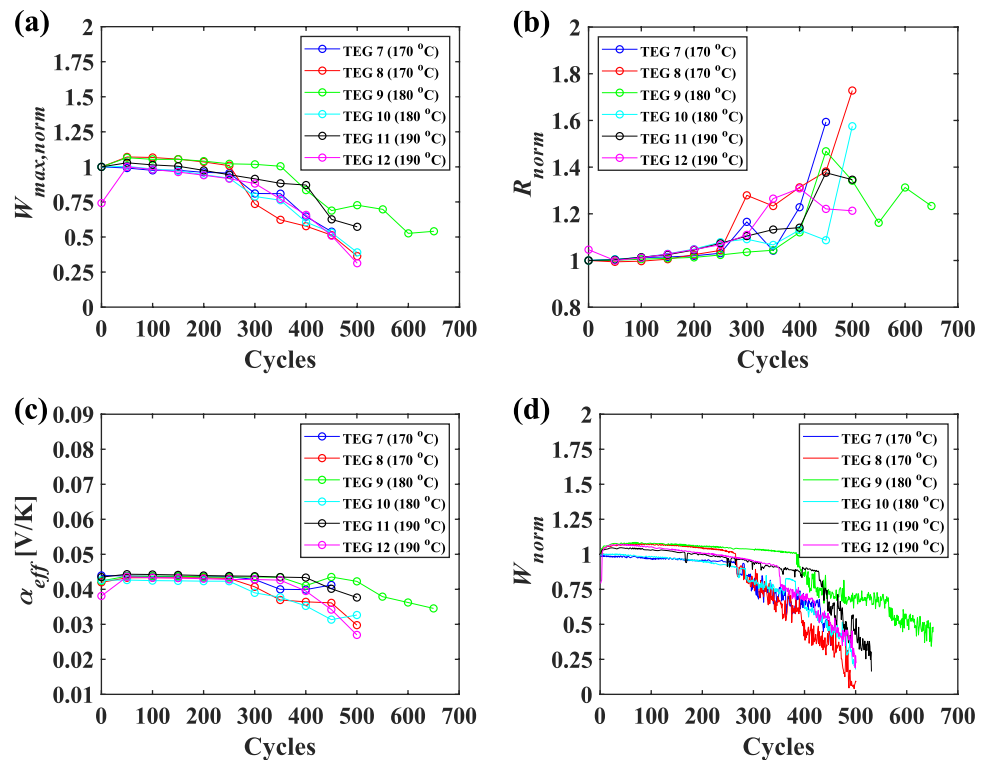 (a)
2
1.75
1.5
1.25
1
0.75
0.5
0.25
0
0 100 200 300 400 500 600 700
Cycles
W max,norm
TEG 7 (170 °C)
TEG 8 (170 °C)
TEG 9 (180 °C)
TEG 10 (180 °C)
TEG 11 (190 °C)
TEG 12 (190 °C)
(b)
2
1.8
1.6
1.4
1.2
1
0.8
0 100 200 300 400 500 600 700
Cycles
R norm
TEG 7 (170 °C)
TEG 8 (170 °C)
TEG 9 (180 °C)
TEG 10 (180 °C)
TEG 11 (190 °C)
TEG 12 (190 °C)
(c)
0.09
0.08
0.07
0.06
0.05
0.04
0.03
0.02
0.01
0 100 200 300 400 500 600 700
Cycles
α eff [V/K]
TEG 7 (170 °C)
TEG 8 (170 °C)
TEG 9 (180 °C)
TEG 10 (180 °C)
TEG 11 (190 °C)
TEG 12 (190 °C)
(d)
2
1.75
1.5
1.25
1
0.75
0.5
0.25
0
0 100 200 300 400 500 600 700
Cycles
W norm
TEG 7 (170 °C)
TEG 8 (170 °C)
TEG 9 (180 °C)
TEG 10 (180 °C)
TEG 11 (190 °C)
TEG 12 (190 °C)